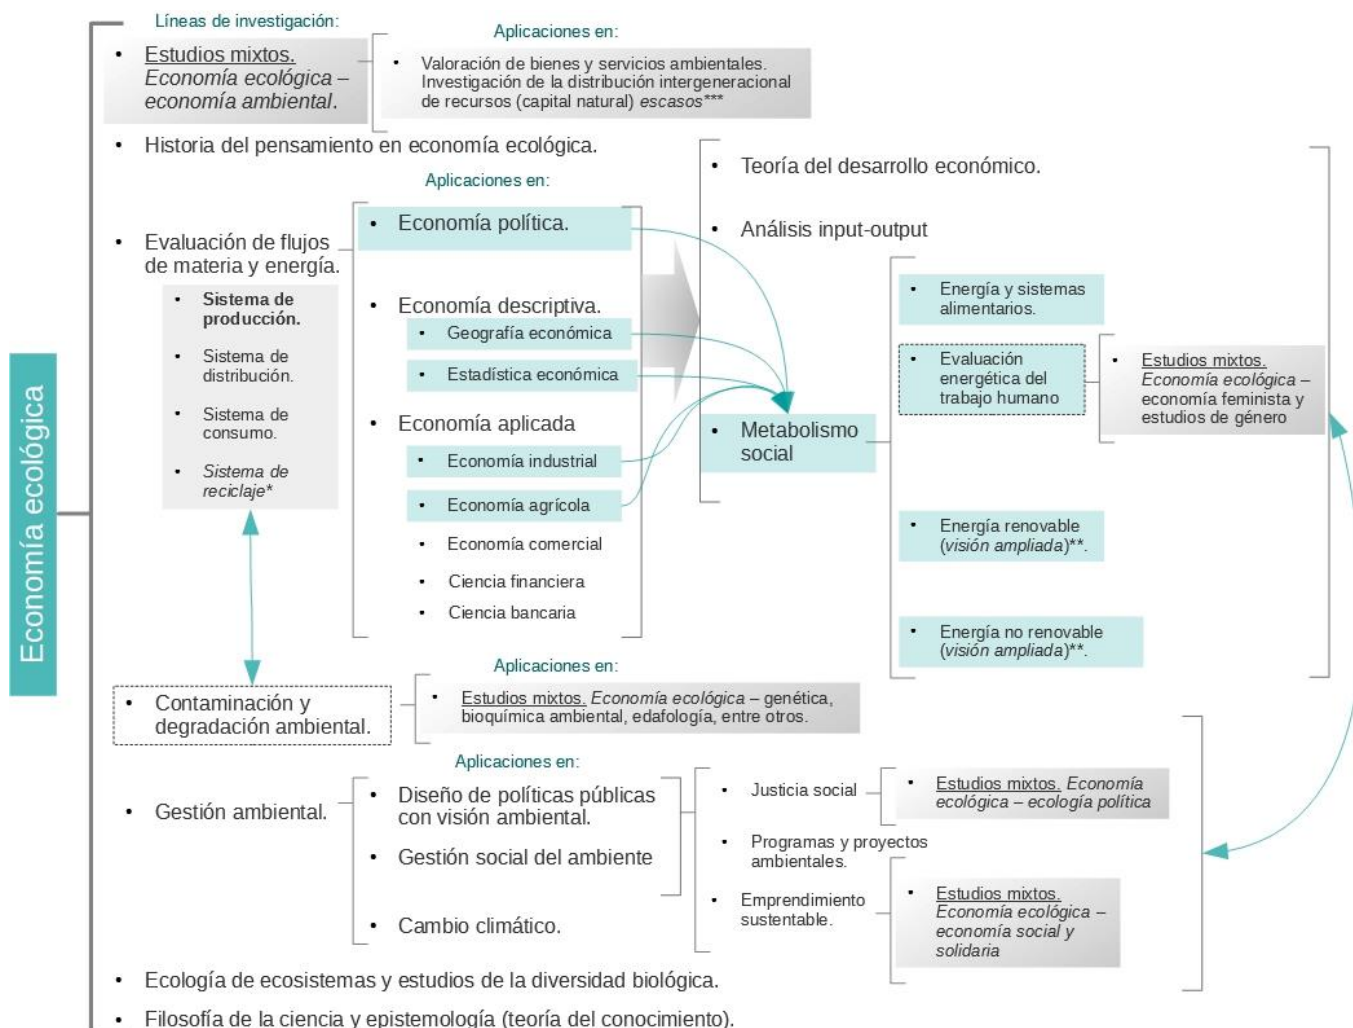 Economía ecológica
Líneas de investigación:
• Estudios mixtos.
Economía ecológica –
economía ambiental.
Aplicaciones en:
• Valoración de bienes y servicios ambientales.
Investigación de la distribución intergeneracional
de recursos (capital natural) escasos***
• Historia del pensamiento en economía ecológica.
• Evaluación de flujos
de materia y energía.
• Sistema de
producción.
• Sistema de
distribución.
• Sistema de
consumo.
• Sistema de
reciclaje*
Aplicaciones en:
• Economía política.
• Economía descriptiva.
• Geografía económica
• Estadística económica
• Economía aplicada
• Economía industrial
• Economía agrícola
• Economía comercial
• Ciencia financiera
• Ciencia bancaria
• Teoría del desarrollo económico.
• Análisis input-output
• Metabolismo
social
• Energía y sistemas
alimentarios.
• Evaluación
energética del
trabajo humano
• Estudios mixtos.
Economía ecológica –
economía feminista y
estudios de género
• Energía renovable
(visión ampliada)**.
• Energía no renovable
(visión ampliada)**.
• Contaminación y
degradación ambiental.
Aplicaciones en:
• Estudios mixtos. Economía ecológica – genética,
bioquímica ambiental, edafología, entre otros.
• Gestión ambiental.
Aplicaciones en:
• Diseño de políticas públicas
con visión ambiental.
• Gestión social del ambiente
• Cambio climático.
• Justicia social
• Estudios mixtos. Economía
ecológica – ecología política
• Programas y proyectos
ambientales.
• Emprendimiento
sustentable.
• Estudios mixtos.
Economía ecológica –
economía social y
solidaria
• Ecología de ecosistemas y estudios de la diversidad biológica.
• Filosofía de la ciencia y epistemología (teoría del conocimiento).